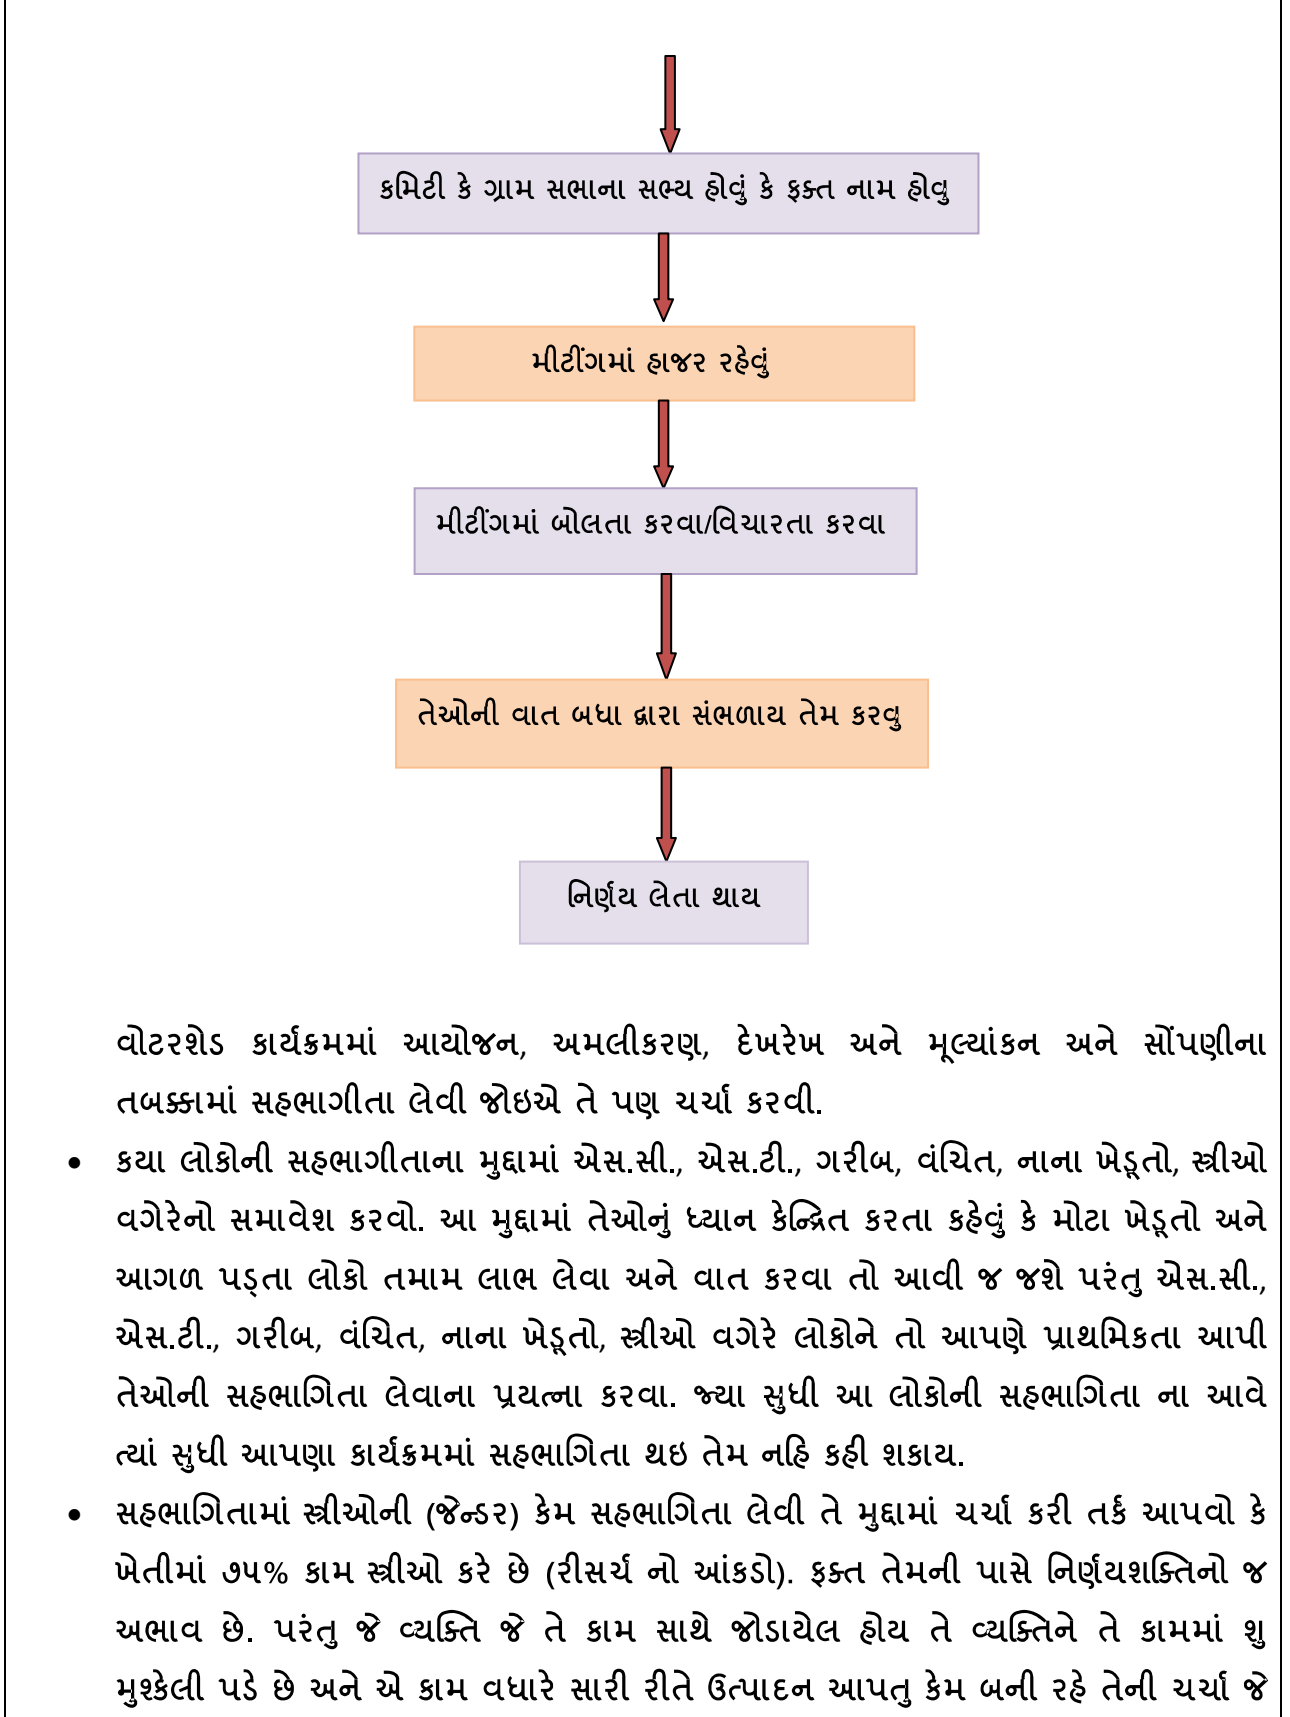 કમિટી કે ગ્રામ સભાના સભ્ય હોવું કે ફક્ત નામ હોવુ
મીટીંગમાં હાજર રહેવું
મીટીંગમાં બોલતા કરવા/વિચારતા કરવા
તેઓની વાત બધા દ્વારા સંભળાય તેમ કરવુ
નિર્ણય લેતા થાય
વોટરશેડ કાર્યક્રમમાં આયોજન, અમલીકરણ, દેખરેખ અને મૂલ્યાંકન અને સોંપણીના
તબક્કામાં સહભાગીતા લેવી જોઇએ તે પણ ચર્ચા કરવી.
• કયા લોકોની સહભાગીતાના મુદ્દામાં એસ.સી., એસ.ટી., ગરીબ, વંચિત, નાના ખેડૂતો, સ્ત્રીઓ
વગેરેનો સમાવેશ કરવો. આ મુદ્દામાં તેઓનું ધ્યાન કેન્દ્રિત કરતા કહેવું કે મોટા ખેડૂતો અને
આગળ પડ્તા લોકો તમામ લાભ લેવા અને વાત કરવા તો આવી જ જશે પરંતુ એસ.સી.,
એસ.ટી., ગરીબ, વંચિત, નાના ખેડૂતો, સ્ત્રીઓ વગેરે લોકોને તો આપણે પ્રાથમિકતા આપી
તેઓની સહભાગિતા લેવાના પ્રયત્ના કરવા. જ્યા સુધી આ લોકોની સહભાગિતા ના આવે
ત્યાં સુધી આપણા કાર્યક્રમમાં સહભાગિતા થઇ તેમ નહિ કહી શકાય.
• સહભાગિતામાં સ્ત્રીઓની (જેન્ડર) કેમ સહભાગિતા લેવી તે મુદ્દામાં ચર્ચા કરી તર્ક આપવો કે
ખેતીમાં ૭૫% કામ સ્ત્રીઓ કરે છે (રીસર્ચ નો આંકડો). ફક્ત તેમની પાસે નિર્ણયશક્તિનો જ
અભાવ છે. પરંતુ જે વ્યક્તિ જે તે કામ સાથે જોડાયેલ હોય તે વ્યક્તિને તે કામમાં શુ
મુશ્કેલી પડે છે અને એ કામ વધારે સારી રીતે ઉત્પાદન આપતુ કેમ બની રહે તેની ચર્ચા જે